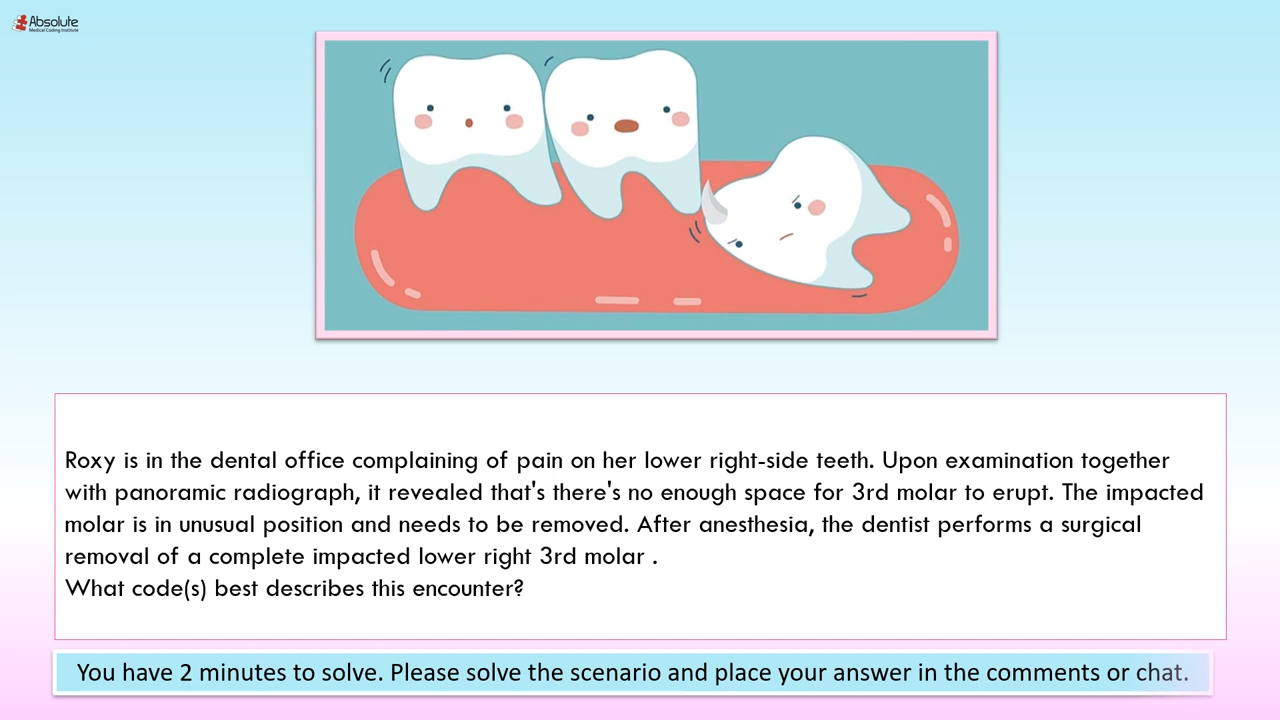 Absolute
Medical Coding Institute
Roxy is in the dental office complaining of pain on her lower right-side teeth. Upon examination together
with panoramic radiograph, it revealed that's there's no enough space for 3rd molar to erupt. The impacted
molar is in unusual position and needs to be removed. After anesthesia, the dentist performs a surgical
removal of a complete impacted lower right 3rd molar .
What code(s) best describes this encounter?
You have 2 minutes to solve. Please solve the scenario and place your answer in the comments or chat.